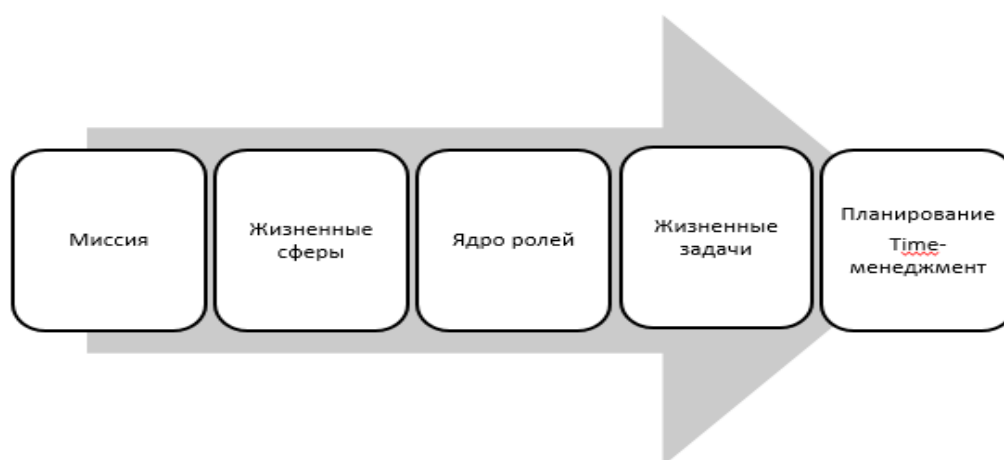 Миссия
Жизненные
сферы
Ядро ролей
Жизненные
задачи
Планирование
Time-
менеджмент